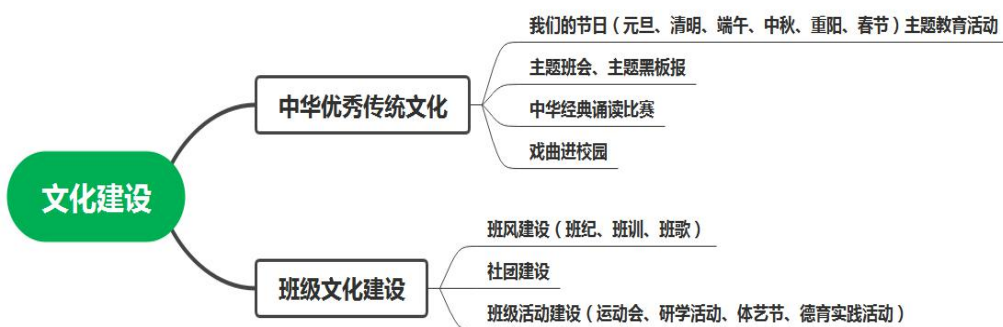 文化建设
中华优秀传统文化
我们的节日（元旦、清明、端午、中秋、重阳、春节）主题教育活动
主题班会、主题黑板报
中华经典诵读比赛
戏曲进校园
班级文化建设
班风建设（班纪、班训、班歌）
社团建设
班级活动建设（运动会、研学活动、体艺节、德育实践活动）